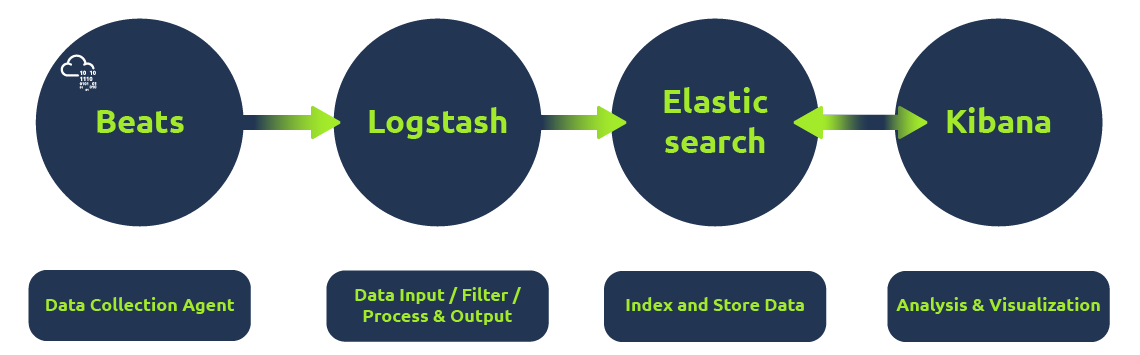 Beats
Logstash
Elastic
search
Kibana
Data Collection Agent
Data Input / Filter /
Process & Output
Index and Store Data
Analysis & Visualization